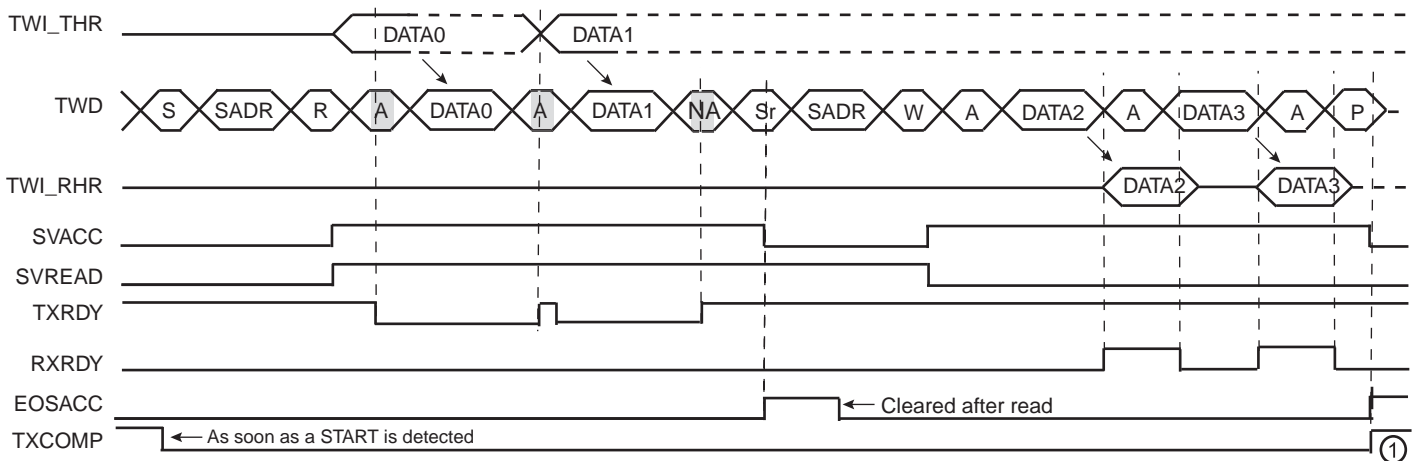 TWI_THR DATA0 DATA1
TWD S SADR R A DATA0 A DATA1 NA Sr SADR W A DATA2 A DATA3 A P
TWI_RHR DATA2 DATA3
SVACC
SVREAD
TXRDY
RXRDY
EOSACC Cleared after read
TXCOMP As soon as a START is detected 1